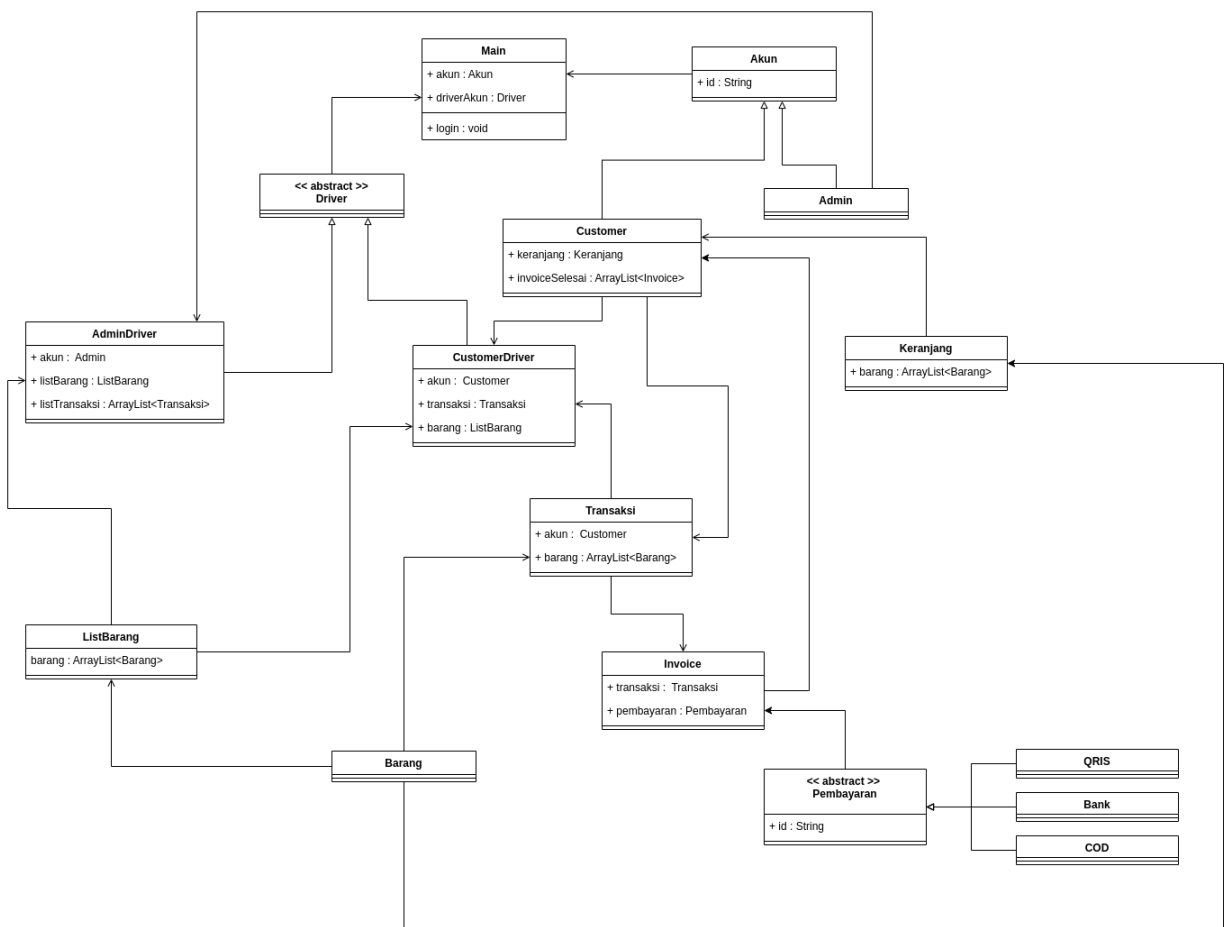 Main
+ akun : Akun
+ driverAkun : Driver
+ login : void
Akun
+ id : String
<< abstract >>
Driver
Admin
Customer
+ keranjang : Keranjang
+ invoiceSelesai : ArrayList<Invoice>
AdminDriver
+ akun :  Admin
+ listBarang : ListBarang
+ listTransaksi : ArrayList<Transaksi>
CustomerDriver
+ akun :  Customer
+ transaksi : Transaksi
+ barang : ListBarang
Keranjang
+ barang : ArrayList<Barang>
Transaksi
+ akun :  Customer
+ barang : ArrayList<Barang>
ListBarang
barang : ArrayList<Barang>
Invoice
+ transaksi :  Transaksi
+ pembayaran : Pembayaran
Barang
<< abstract >>
Pembayaran
+ id : String
QRIS
Bank
COD